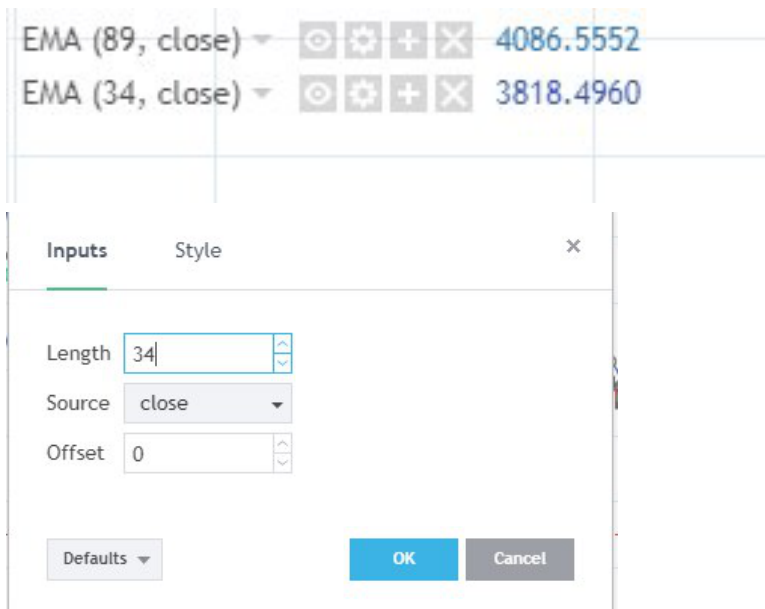 EMA (89, close) 4086.5552
EMA (34, close) 3818.4960
Inputs Style
Length 34
Source close
Offset 0
Defaults OK Cancel